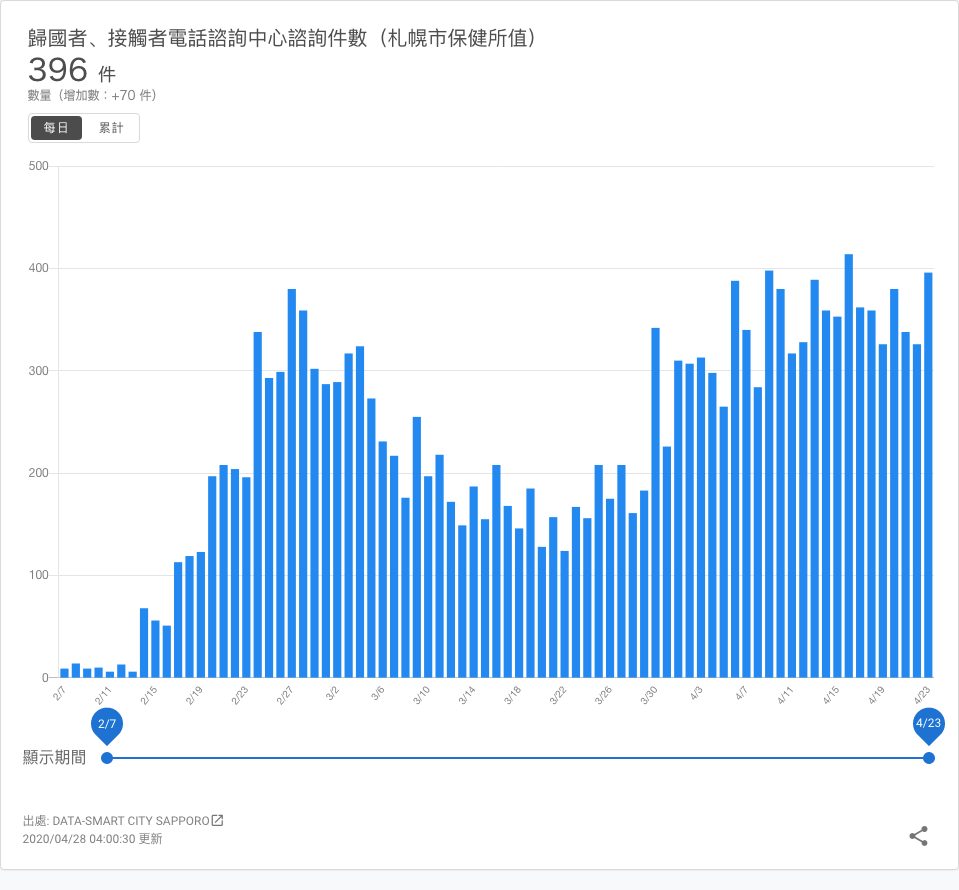 歸國者、接觸者電話諮詢中心諮詢件數（札幌市保健所值）
396 件
數量（增加數：+70 件）
每日 累計
500
400
300
200
100
0
2/7 2/11 2/15 2/19 2/23 2/27 3/2 3/6 3/10 3/14 3/18 3/22 3/26 3/30 4/3 4/7 4/11 4/15 4/19 4/23
2/7 4/23
顯示期間
出處: DATA-SMART CITY SAPPORO
2020/04/28 04:00:30 更新